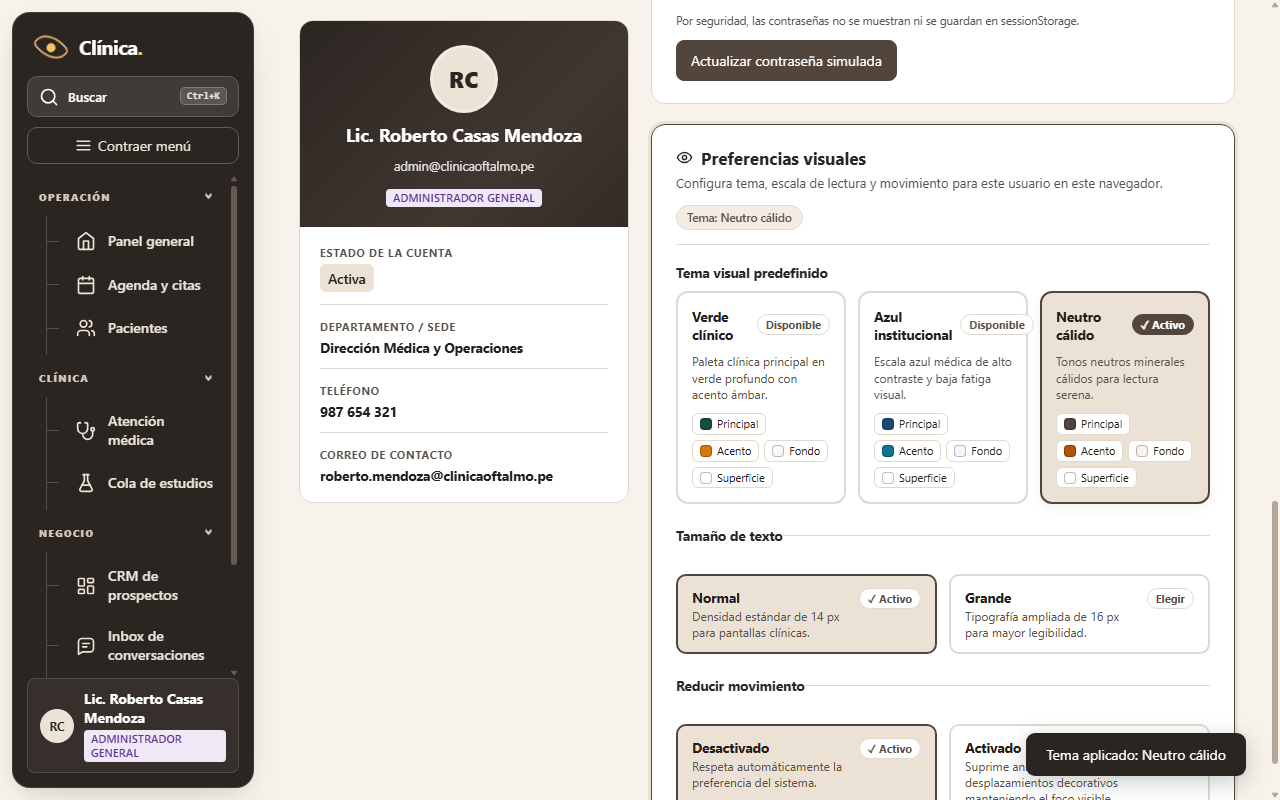 Clínica.
Buscar
Ctrl+K
Contraer menú
OPERACIÓN
Panel general
Agenda y citas
Pacientes
CLÍNICA
Atención
médica
Cola de estudios
NEGOCIO
CRM de
prospectos
Inbox de
conversaciones
RC
Lic. Roberto Casas
Mendoza
ADMINISTRADOR
GENERAL
RC
Lic. Roberto Casas Mendoza
admin@clinicaoftalmo.pe
ADMINISTRADOR GENERAL
ESTADO DE LA CUENTA
Activa
DEPARTAMENTO / SEDE
Dirección Médica y Operaciones
TELÉFONO
987 654 321
CORREO DE CONTACTO
roberto.mendoza@clinicaoftalmo.pe
Por seguridad, las contraseñas no se muestran ni se guardan en sessionStorage.
Actualizar contraseña simulada
Preferencias visuales
Configura tema, escala de lectura y movimiento para este usuario en este navegador.
Tema: Neutro cálido
Tema visual predefinido
Verde
clínico
Disponible
Paleta clínica principal en
verde profundo con
acento ámbar.
Principal
Acento
Fondo
Superficie
Azul
institucional
Disponible
Escala azul médica de alto
contraste y baja fatiga
visual.
Principal
Acento
Fondo
Superficie
Neutro
cálido
✓ Activo
Tonos neutros minerales
cálidos para lectura
serena.
Principal
Acento
Fondo
Superficie
Tamaño de texto
Normal
✓ Activo
Densidad estándar de 14 px
para pantallas clínicas.
Grande
Elegir
Tipografía ampliada de 16 px
para mayor legibilidad.
Reducir movimiento
Desactivado
✓ Activo
Respeta automáticamente la
preferencia del sistema.
Activado
Suprime
desplazamientos decorativos
manteniendo el foco visible
Tema aplicado: Neutro cálido